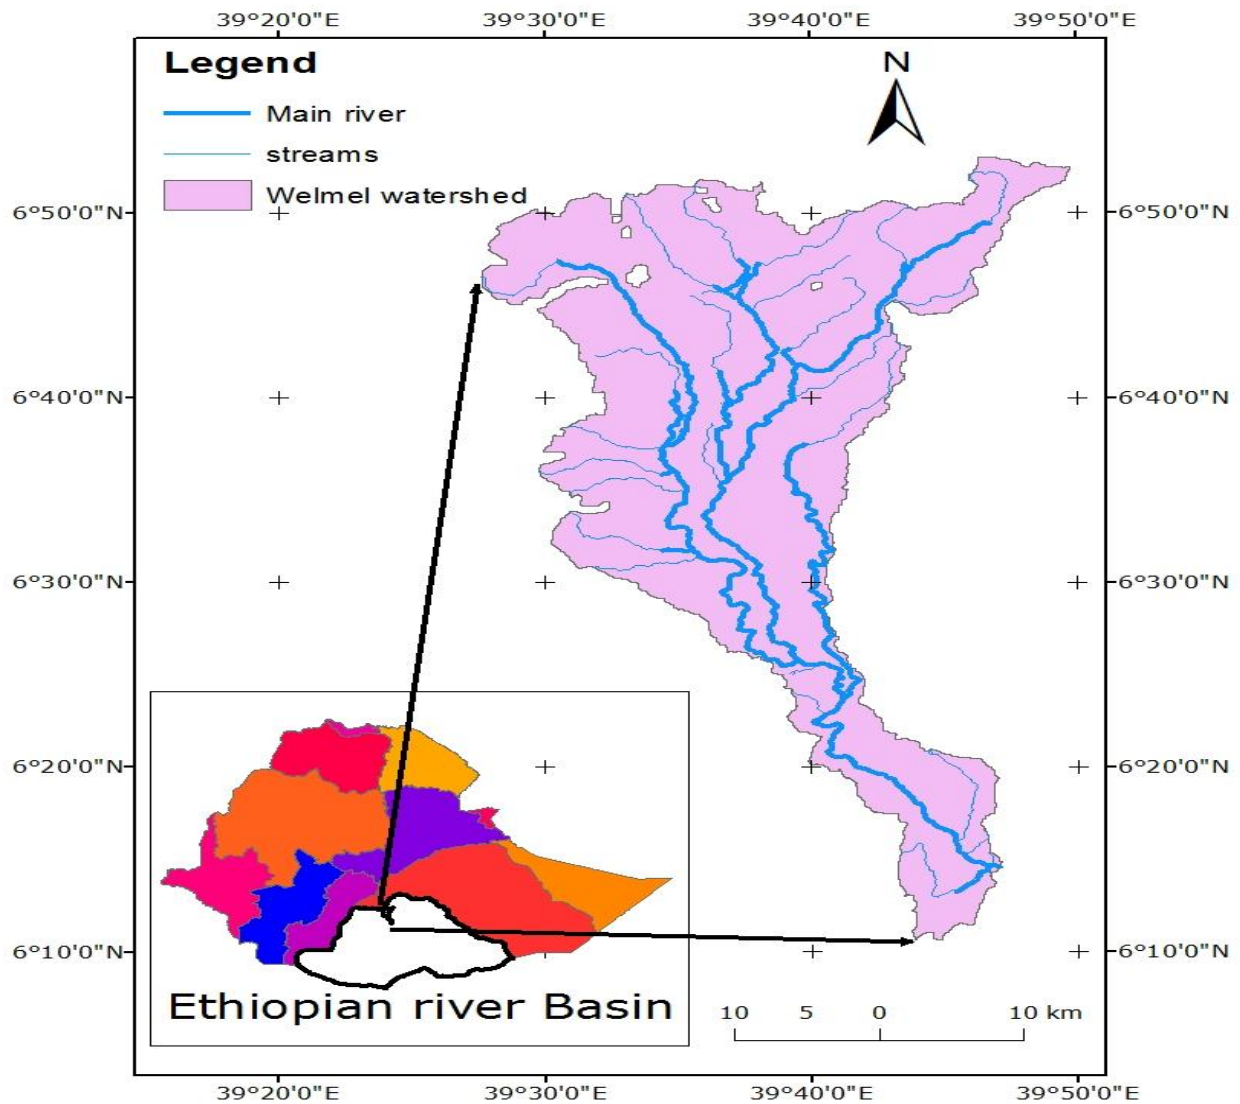 39°20'0"E 39°30'0"E 39°40'0"E 39°50'0"E
Legend
N
Main river
streams
Welmel watershed
6°50'0"N 6°50'0"N
6°40'0"N 6°40'0"N
6°30'0"N 6°30'0"N
6°20'0"N 6°20'0"N
6°10'0"N 6°10'0"N
Ethiopian river Basin
10 5 0 10 km
39°20'0"E 39°30'0"E 39°40'0"E 39°50'0"E